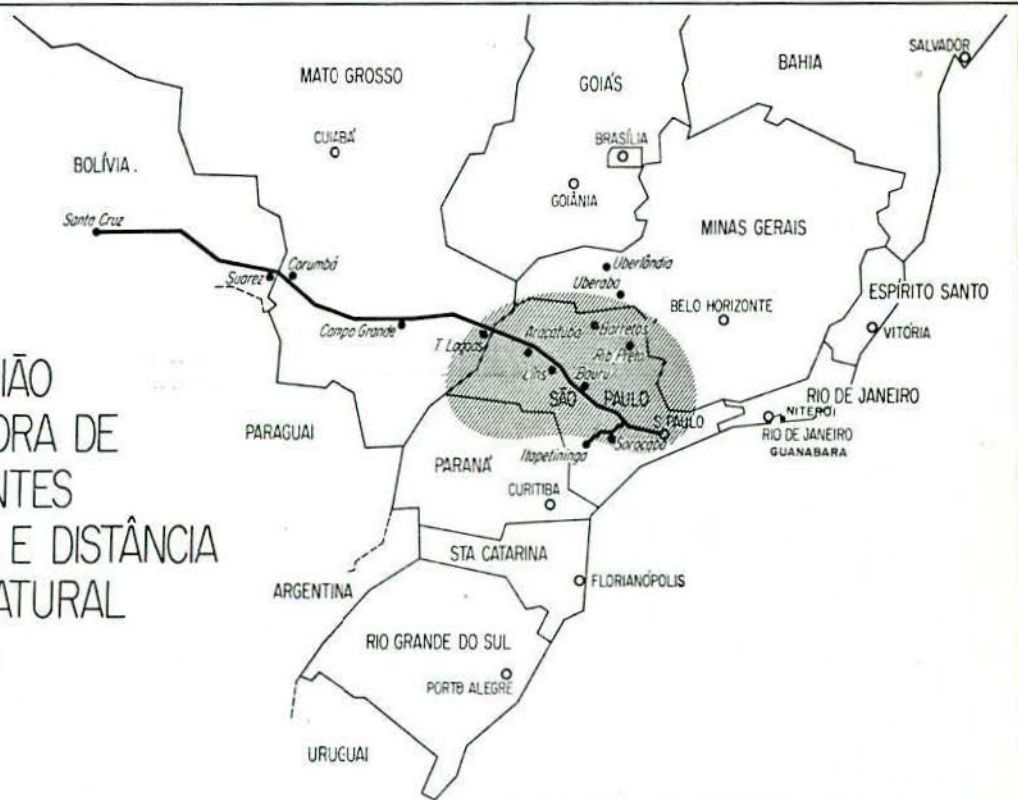 SALVADOR
BAHIA
MATO GROSSO
GOIÁS
CUIABÁ
BRASÍLIA
BOLÍVIA.
GOIÂNIA
Santa Cruz
MINAS GERAIS
Uberlândia
Suarez
Corumbá
Uberaba
ESPÍRITO SANTO
BELO HORIZONTE
Campo Grande
Araçatuba
Barretos
VITÓRIA
T. Lagoas
Rib. Preto
Lins
Bauru
IÃO
SÃO PAULO
RIO DE JANEIRO
NITEROI
ORA DE
PARAGUAI
S. PAULO
RIO DE JANEIRO
GUANABARA
Sorocaba
Itapetininga
NTES
PARANÁ
CURITIBA
E DISTÂNCIA
STA CATARINA
ATURAL
ARGENTINA
FLORIANÓPOLIS
RIO GRANDE DO SUL
PORTO ALEGRE
URUGUAI